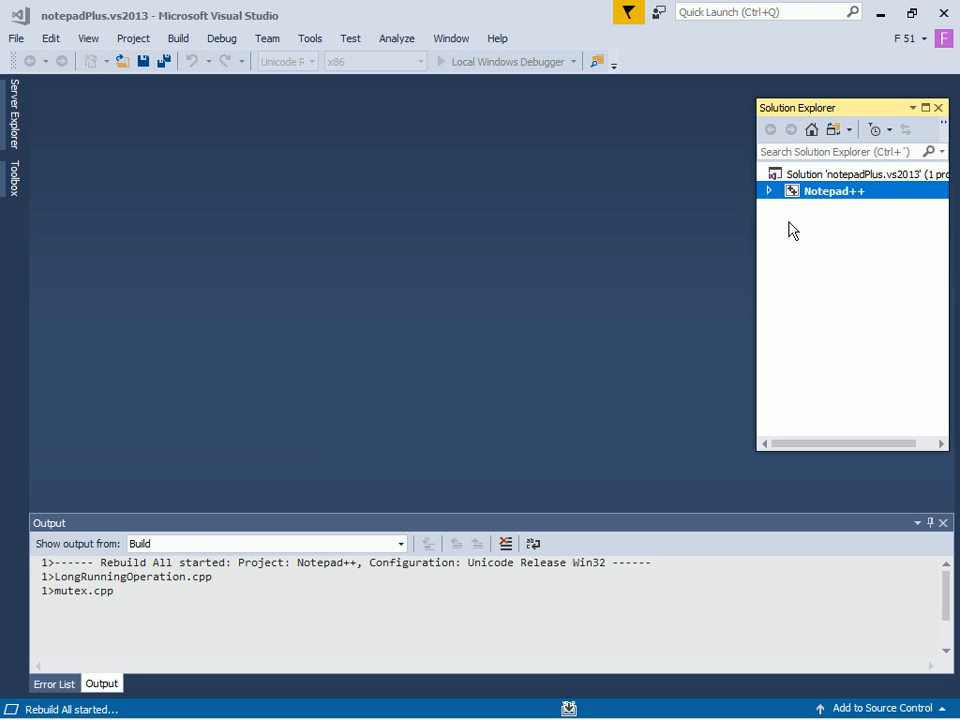 notepadPlus.vs2013 - Microsoft Visual Studio
Quick Launch (Ctrl+Q)
File Edit View Project Build Debug Team Tools Test Analyze Window Help
F 51 F
Unicode R x86 Local Windows Debugger
Server Explorer
Toolbox
Solution Explorer
Search Solution Explorer (Ctrl+´)
Solution 'notepadPlus.vs2013' (1 pro
Notepad++
Output
Show output from: Build
1>------ Rebuild All started: Project: Notepad++, Configuration: Unicode Release Win32 ------
1>LongRunningOperation.cpp
1>mutex.cpp
Error List Output
Rebuild All started...
Add to Source Control